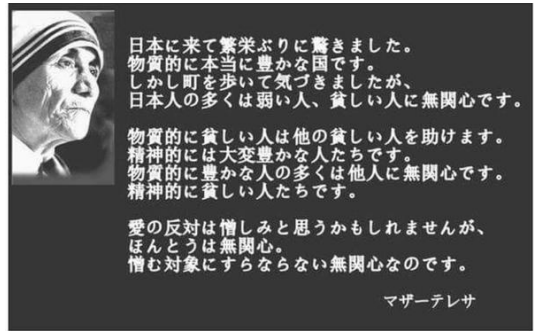 日本に来て繁栄ぶりに驚きました。
物質的に本当に豊かな国です。
しかし町を歩いて気づきましたが、
日本人の多くは弱い人、貧しい人に無関心です。
物質的に貧しい人は他の貧しい人を助けます。
精神的には大変豊かな人たちです。
物質的に豊かな人の多くは他人に無関心です。
精神的に貧しい人たちです。
愛の反対は憎しみと思うかもしれませんが、
ほんとうは無関心。
憎む対象にすらならない無関心なのです。
マザーテレサ